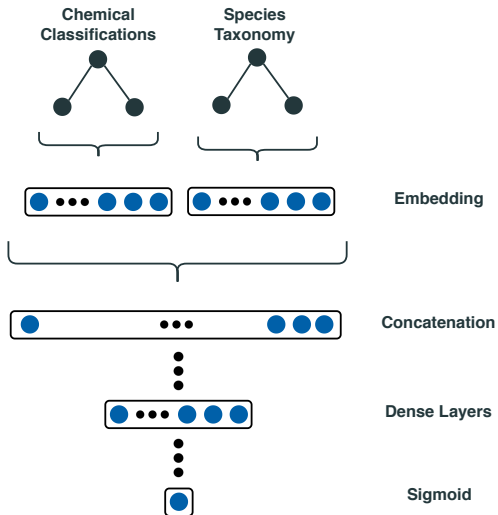 Chemical
Classifications
Species
Taxonomy
Embedding
Concatenation
Dense Layers
Sigmoid